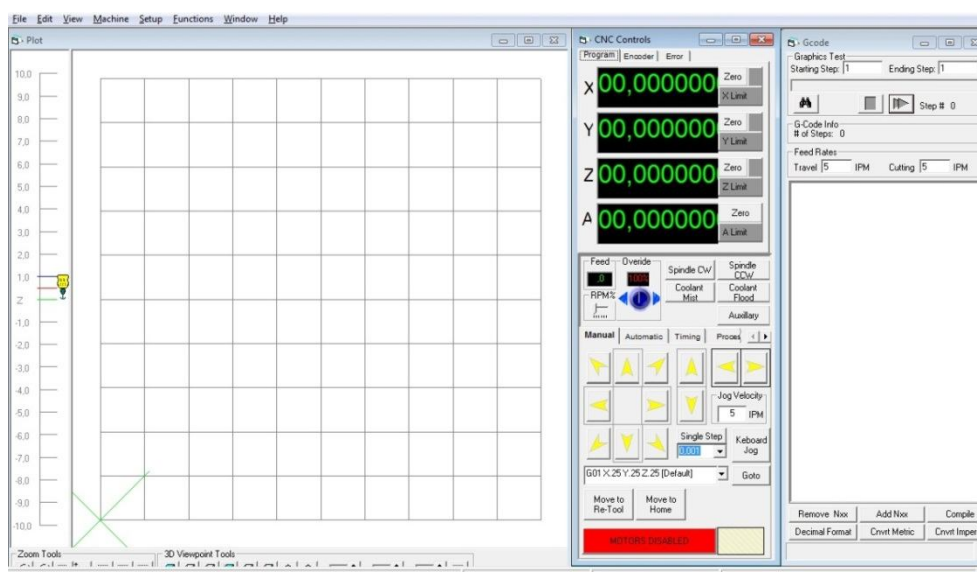 File Edit View Machine Setup Functions Window Help
Plot
10,0
9,0
8,0
7,0
6,0
5,0
4,0
3,0
2,0
1,0
Z
-1,0
-2,0
-3,0
-4,0
-5,0
-6,0
-7,0
-8,0
-9,0
-10,0
Zoom Tools
3D Viewpoint Tools
CNC Controls
Program Encoder Error
X 00,000000 Zero
X Limit
Y 00,000000 Zero
Y Limit
Z 00,000000 Zero
Z Limit
A 00,000000 Zero
A Limit
Feed Overide
,0 100%
RPM%
Spindle CW Spindle CCW
Coolant Mist Coolant Flood
Auxillary
Manual Automatic Timing Proces
Jog Velocity
5 IPM
Single Step
0.001
Keboard Jog
G01 X.25 Y.25 Z.25 [Default] Goto
Move to Re-Tool Move to Home
MOTORS DISABLED
Gcode
Graphics Test
Starting Step: 1 Ending Step: 1
Step # 0
G-Code Info
# of Steps: 0
Feed Rates
Travel 5 IPM Cutting 5 IPM
Remove Nxx Add Nxx Compile
Decimal Format Cnvrt Metric Cnvrt Imper